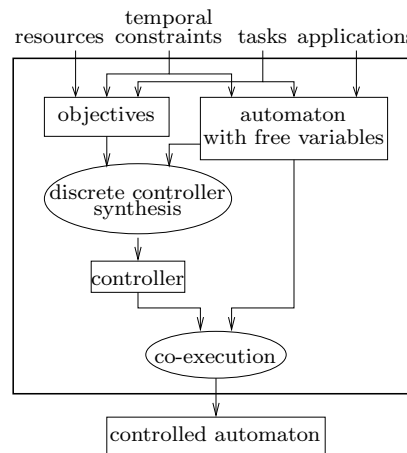 temporal
resources constraints tasks applications
objectives automaton
with free variables
discrete controller
synthesis
controller
co-execution
controlled automaton